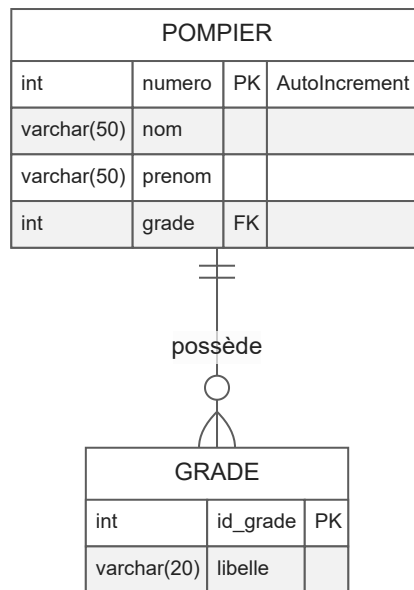 POMPIER
int numero PK AutoIncrement
varchar(50) nom
varchar(50) prenom
int grade FK
possède
GRADE
int id_grade PK
varchar(20) libelle